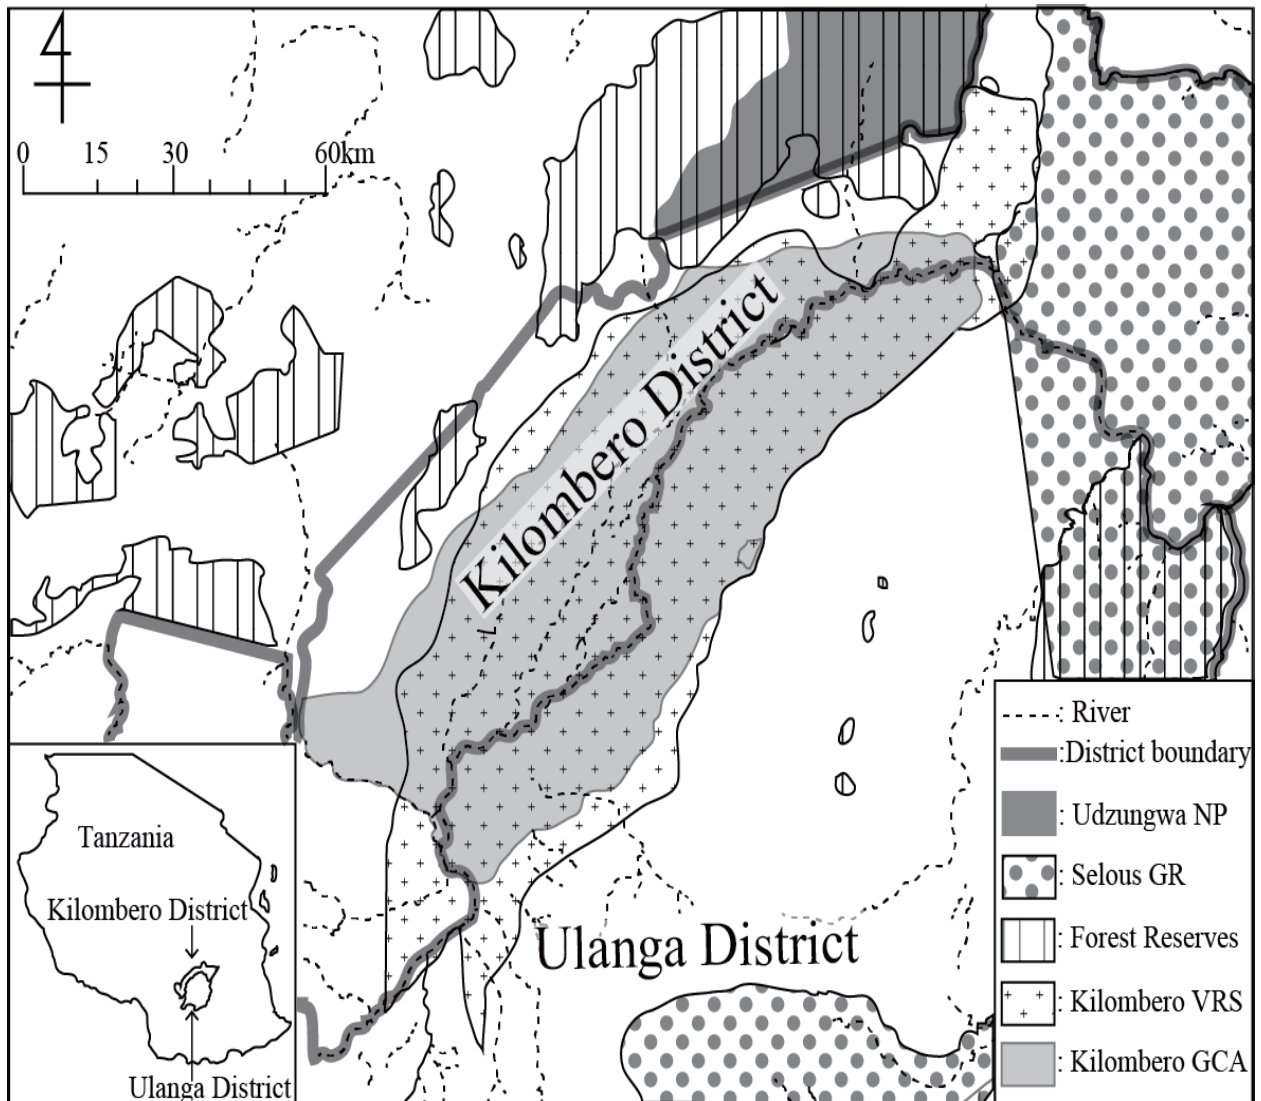 0 15 30 60km
Kilombero District
Ulanga District
: River
:District boundary
: Udzungwa NP
: Selous GR
: Forest Reserves
: Kilombero VRS
: Kilombero GCA
Tanzania
Kilombero District
Ulanga District